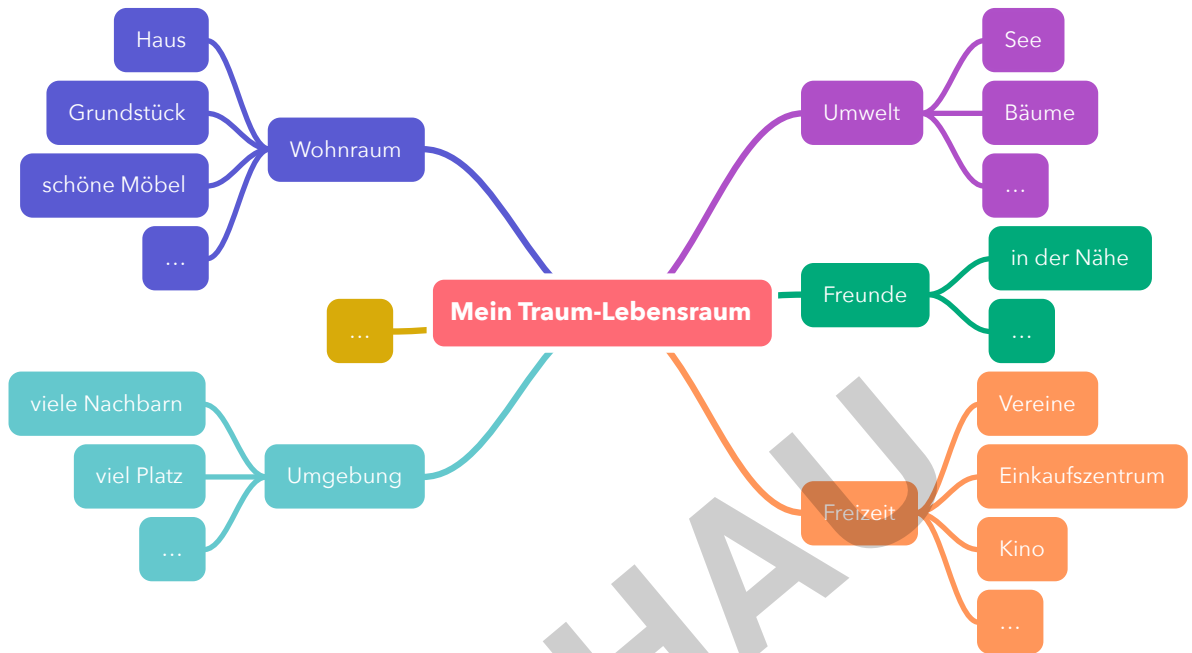 Mein Traum-Lebensraum
Wohnraum
Haus
Grundstück
schöne Möbel
…
…
Umgebung
viele Nachbarn
viel Platz
…
Umwelt
See
Bäume
…
Freunde
in der Nähe
…
Freizeit
Vereine
Einkaufszentrum
Kino
…
HAU